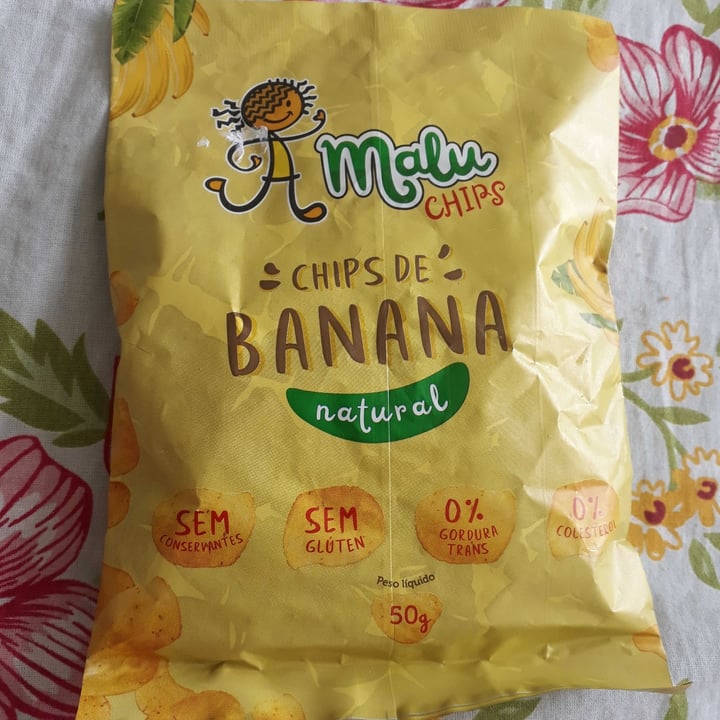 Malu
CHIPS
CHIPS DE
BANANA
natural
SEM
CONSERVANTES
SEM
GLÚTEN
0%
GORDURA
TRANS
0%
COLESTEROL
Peso líquido
50g